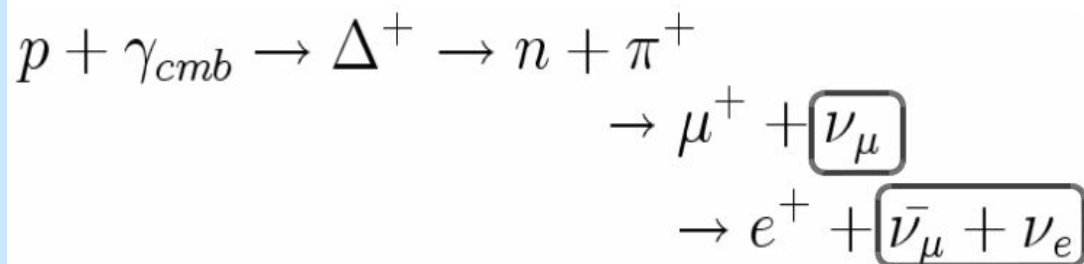 p + γ_cmb → Δ⁺ → n + π⁺
→ μ⁺ + ν_μ
→ e⁺ + ν̄_μ + ν_e